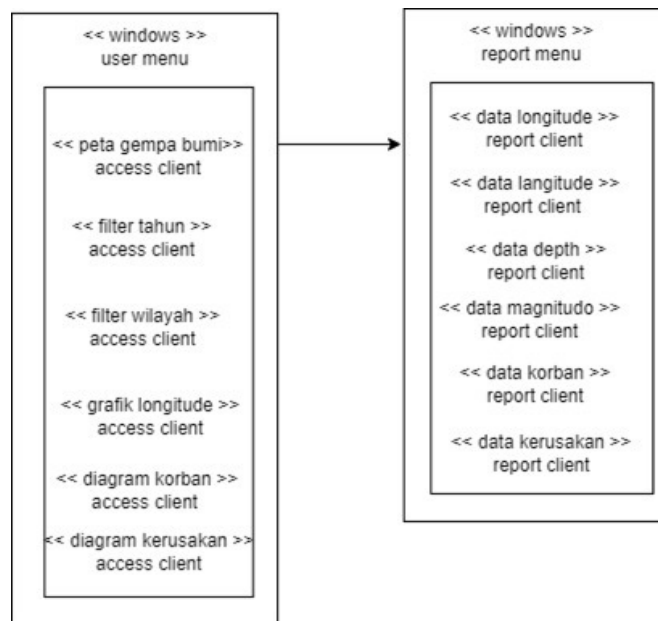 << windows >>
user menu
<< peta gempa bumi>>
access client
<< filter tahun >>
access client
<< filter wilayah >>
access client
<< grafik longitude >>
access client
<< diagram korban >>
access client
<< diagram kerusakan >>
access client
<< windows >>
report menu
<< data longitude >>
report client
<< data langitude >>
report client
<< data depth >>
report client
<< data magnitudo >>
report client
<< data korban >>
report client
<< data kerusakan >>
report client